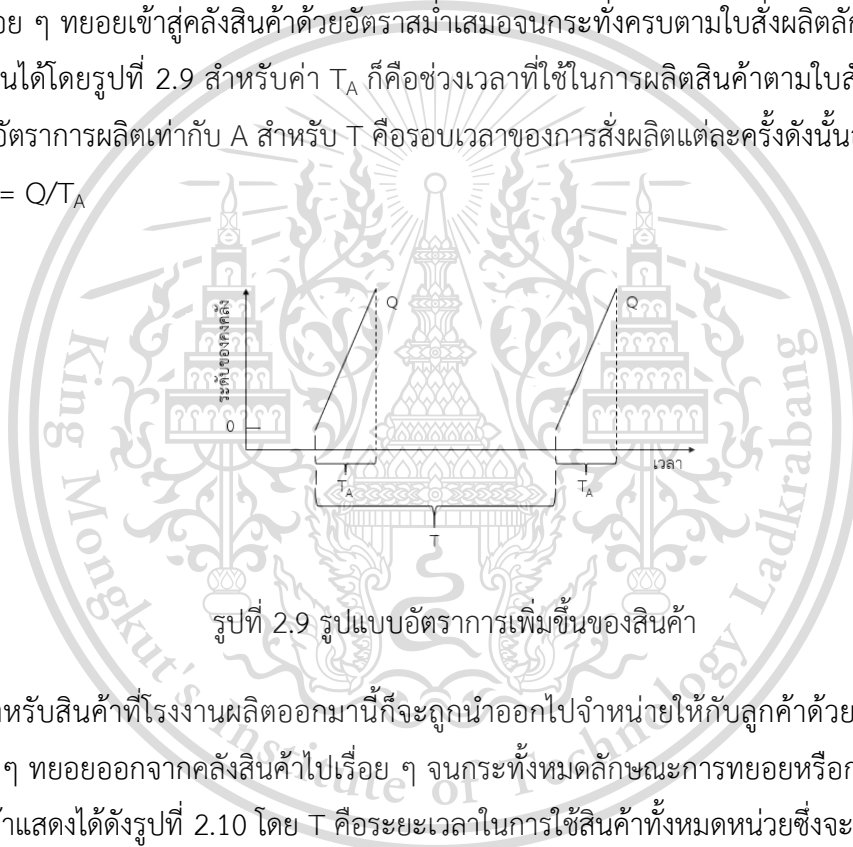 อย ๆ ทยอยเข้าสู่คลังสินค้าด้วยอัตราสม่ำเสมอจนกระทั่งครบตามใบสั่งผลิตลัก
นได้โดยรูปที่ 2.9 สำหรับค่า T_A ก็คือช่วงเวลาที่ใช้ในการผลิตสินค้าตามใบสั
อัตราการผลิตเท่ากับ A สำหรับ T คือรอบเวลาของการสั่งผลิตแต่ละครั้งดังนั้น
= Q/T_A
Q
Q
ระดับของคงคลัง
0
เวลา
T_A
T_A
T
รูปที่ 2.9 รูปแบบอัตราการเพิ่มขึ้นของสินค้า
หรับสินค้าที่โรงงานผลิตออกมานี้ก็จะถูกนำออกไปจำหน่ายให้กับลูกค้าด้วย
ๆ ทยอยออกจากคลังสินค้าไปเรื่อย ๆ จนกระทั่งหมดลักษณะการทยอยหรือก
าแสดงได้ดังรูปที่ 2.10 โดย T คือระยะเวลาในการใช้สินค้าทั้งหมดหน่วยซึ่งจะ
King Mongkut's Institute of Technology Ladkrabang